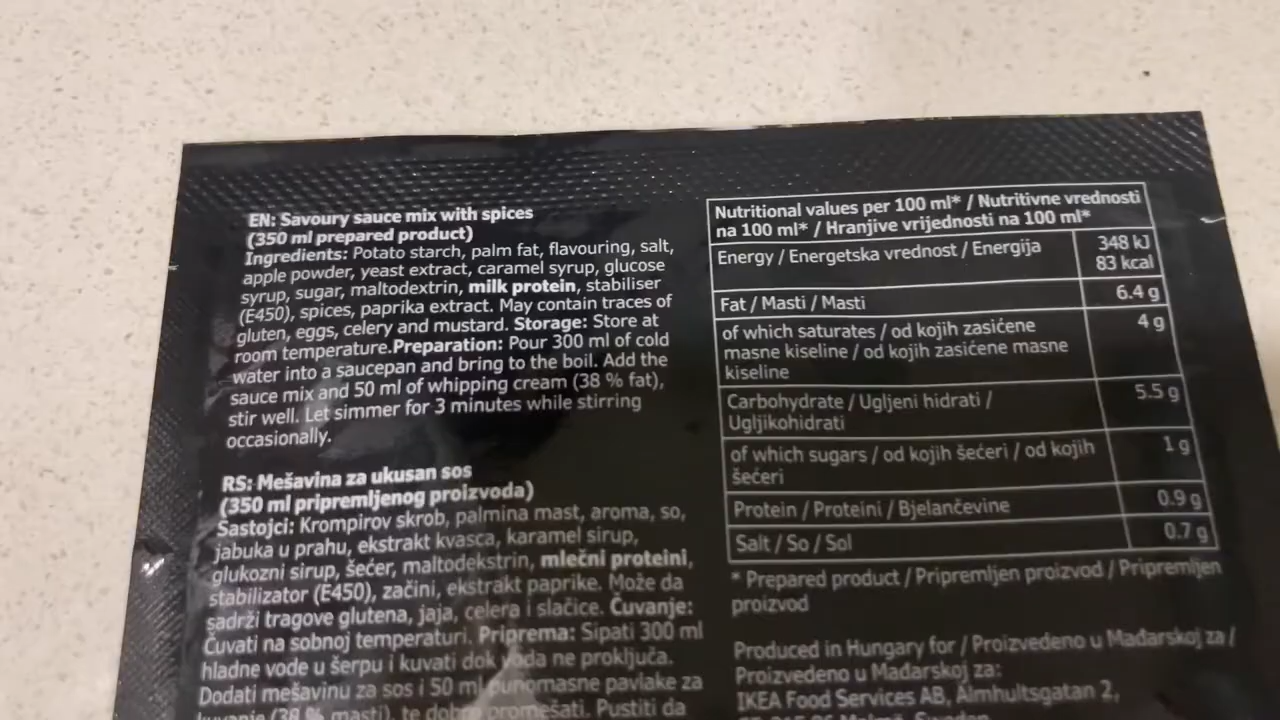 EN: Savoury sauce mix with spices
(350 ml prepared product)
Ingredients: Potato starch, palm fat, flavouring, salt,
apple powder, yeast extract, caramel syrup, glucose
syrup, sugar, maltodextrin, milk protein, stabiliser
(E450), spices, paprika extract. May contain traces of
gluten, eggs, celery and mustard. Storage: Store at
room temperature.Preparation: Pour 300 ml of cold
water into a saucepan and bring to the boil. Add the
sauce mix and 50 ml of whipping cream (38 % fat),
stir well. Let simmer for 3 minutes while stirring
occasionally.
RS: Mešavina za ukusan sos
(350 ml pripremljenog proizvoda)
Sastojci: Krompirov skrob, palmina mast, aroma, so,
jabuka u prahu, ekstrakt kvasca, karamel sirup,
glukozni sirup, šećer, maltodekstrin, mlečni proteini,
stabilizator (E450), začini, ekstrakt paprike. Može da
sadrži tragove glutena, jaja, celera i slačice. Čuvanje:
Čuvati na sobnoj temperaturi. Priprema: Sipati 300 ml
hladne vode u šerpu i kuvati dok voda ne proključa.
Dodati mešavinu za sos i 50 ml punomasne pavlake za
kuvanje (38 % masti), te dobro promešati. Pustiti da
Nutritional values per 100 ml* / Nutritivne vrednosti
na 100 ml* / Hranjive vrijednosti na 100 ml*
Energy / Energetska vrednost / Energija 348 kJ
83 kcal
Fat / Masti / Masti 6.4 g
of which saturates / od kojih zasićene 4 g
masne kiseline / od kojih zasićene masne
kiseline
Carbohydrate / Ugljeni hidrati / 5.5 g
Ugljikohidrati
of which sugars / od kojih šećeri / od kojih 1 g
šećeri
Protein / Proteini / Bjelančevine 0.9 g
Salt / So / Sol 0.7 g
* Prepared product / Pripremljen proizvod / Pripremljen
proizvod
Produced in Hungary for / Proizvedeno u Mađarskoj za /
Proizvedeno u Mađarskoj za:
IKEA Food Services AB, Älmhultsgatan 2,